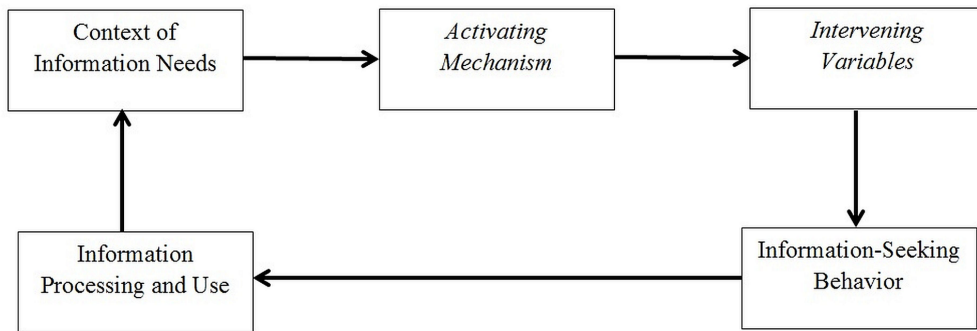 Context of
Information Needs
Activating
Mechanism
Intervening
Variables
Information-Seeking
Behavior
Information
Processing and Use